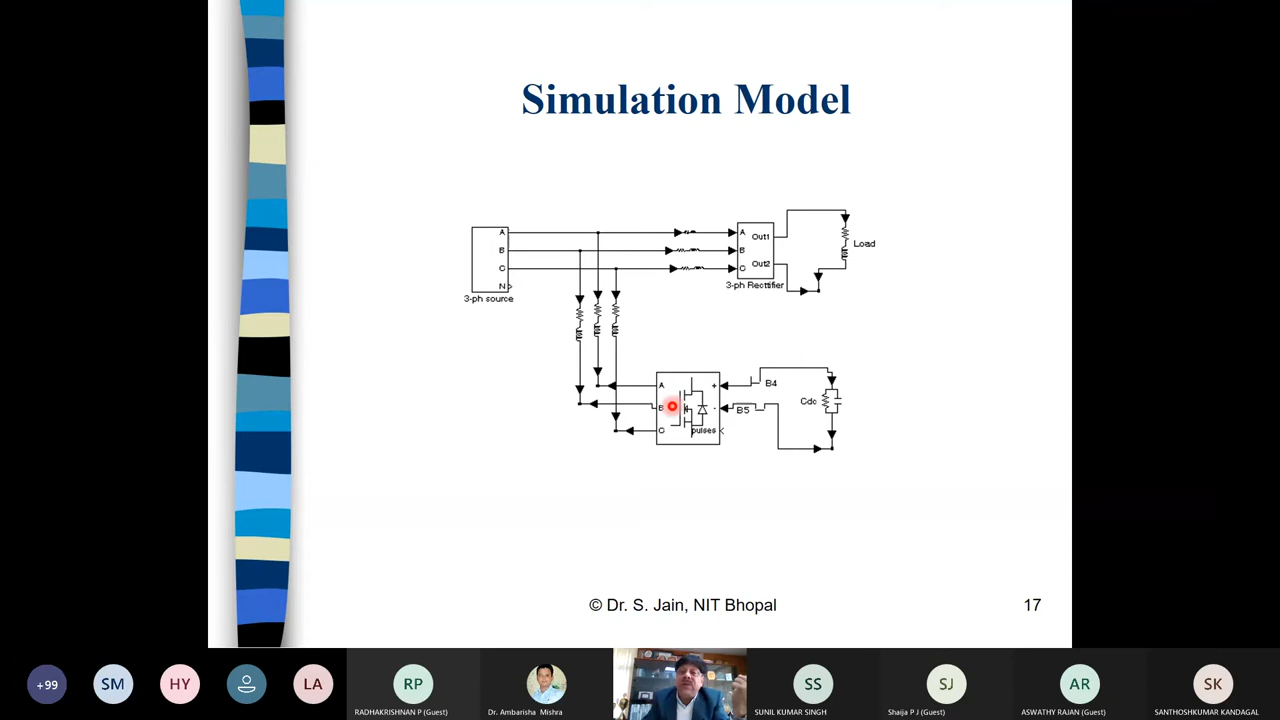 Simulation Model
A
B
C
N
3-ph source
A
B
C
Out1
Out2
3-ph Rectifier
Load
A
B
C
+
-
pulses
B4
B5
Cdc
© Dr. S. Jain, NIT Bhopal
17
+99
SM
HY
LA
RP
RADHAKRISHNAN P (Guest)
Dr. Ambarisha Mishra
SS
SUNIL KUMAR SINGH
SJ
Shaija P J (Guest)
AR
ASWATHY RAJAN (Guest)
SK
SANTHOSHKUMAR KANDAGAL